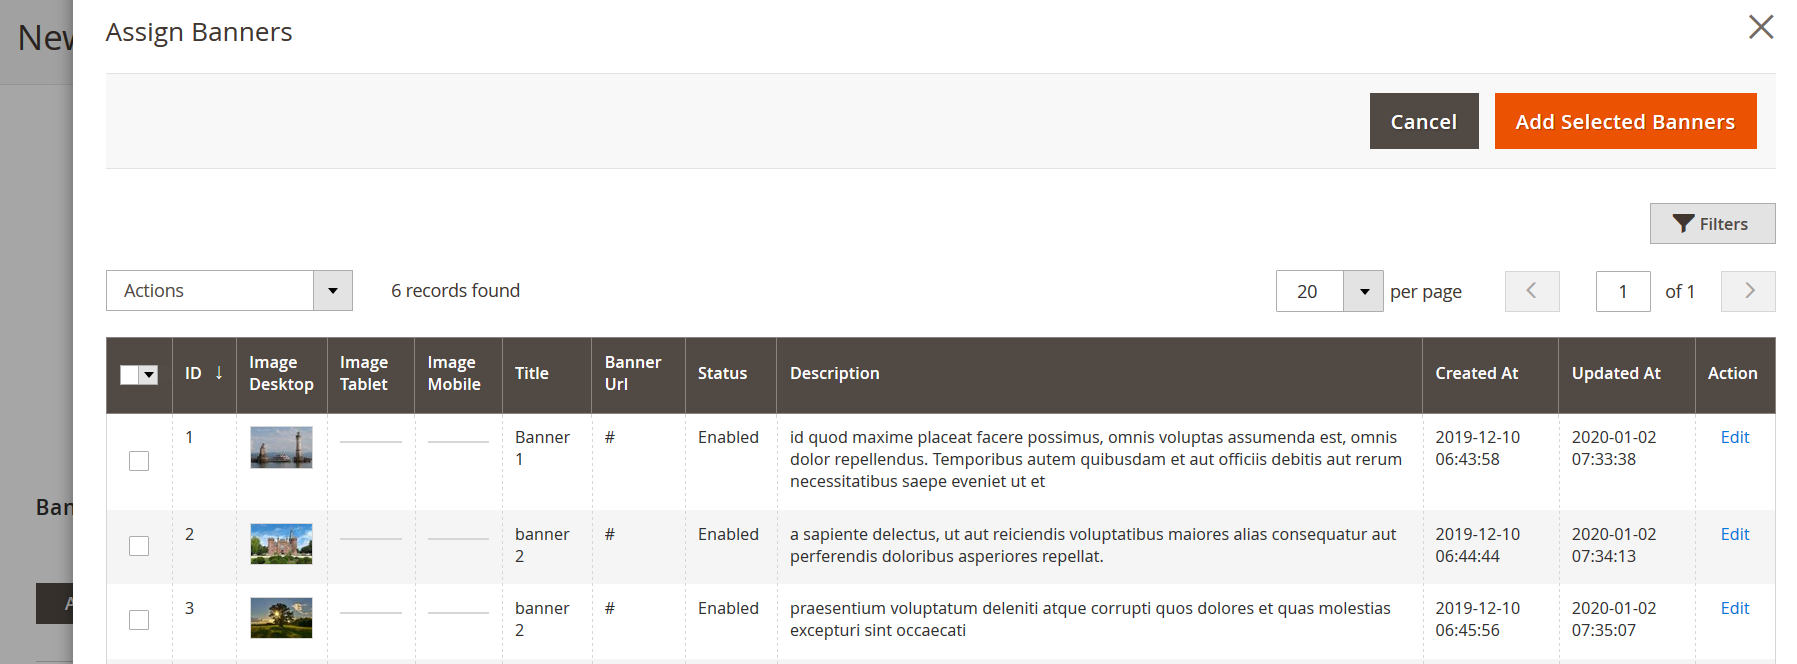 New
Assign Banners
Cancel
Add Selected Banners
Filters
Actions
6 records found
20
per page
1
of 1
ID ↓
Image
Desktop
Image
Tablet
Image
Mobile
Title
Banner
Url
Status
Description
Created At
Updated At
Action
1
Banner
1
#
Enabled
id quod maxime placeat facere possimus, omnis voluptas assumenda est, omnis
dolor repellendus. Temporibus autem quibusdam et aut officiis debitis aut rerum
necessitatibus saepe eveniet ut et
2019-12-10
06:43:58
2020-01-02
07:33:38
Edit
2
banner
2
#
Enabled
a sapiente delectus, ut aut reiciendis voluptatibus maiores alias consequatur aut
perferendis doloribus asperiores repellat.
2019-12-10
06:44:44
2020-01-02
07:34:13
Edit
Ban
3
banner
2
#
Enabled
praesentium voluptatum deleniti atque corrupti quos dolores et quas molestias
excepturi sint occaecati
2019-12-10
06:45:56
2020-01-02
07:35:07
Edit